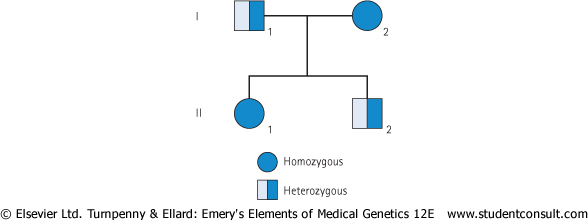 I
1
2
II
1
2
Homozygous
Heterozygous
© Elsevier Ltd. Turnpenny & Ellard: Emery's Elements of Medical Genetics 12E www.studentconsult.com